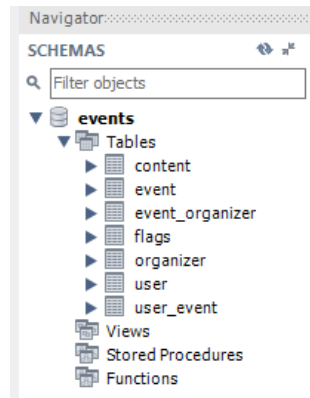 Navigator
SCHEMAS
Filter objects
events
Tables
content
event
event_organizer
flags
organizer
user
user_event
Views
Stored Procedures
Functions